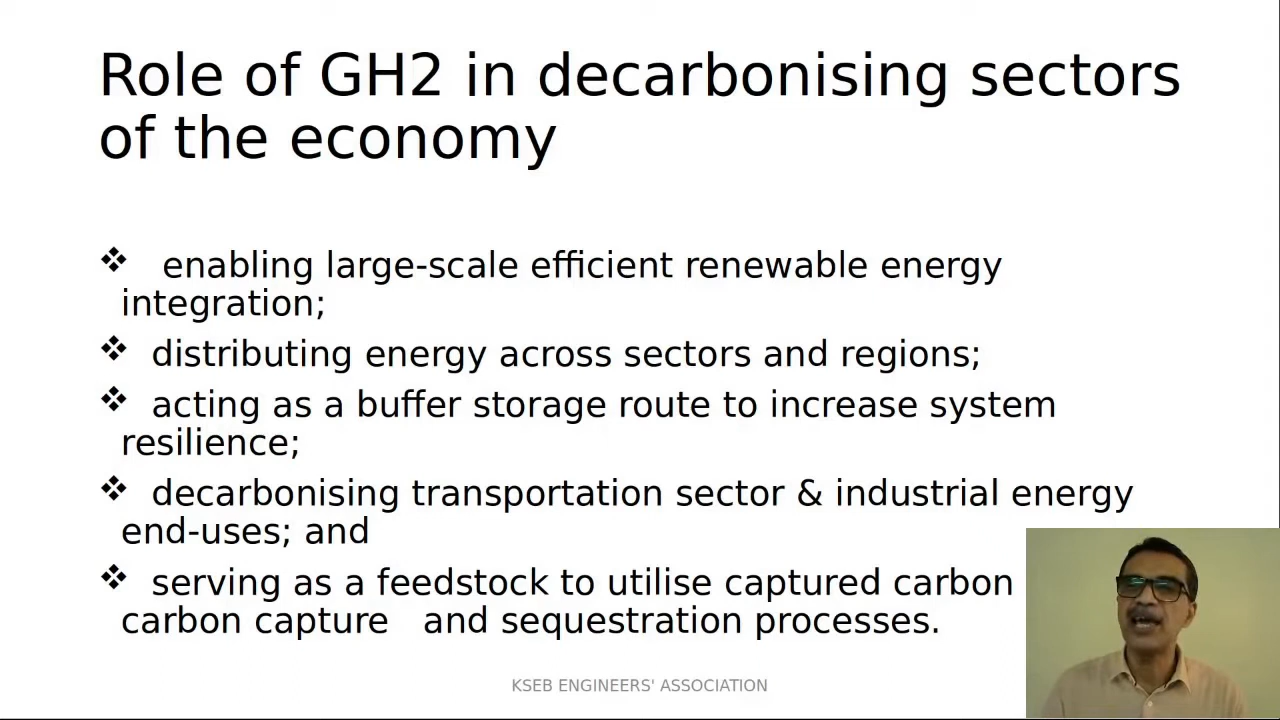 Role of GH2 in decarbonising sectors
of the economy
❖ enabling large-scale efficient renewable energy
integration;
❖ distributing energy across sectors and regions;
❖ acting as a buffer storage route to increase system
resilience;
❖ decarbonising transportation sector & industrial energy
end-uses; and
❖ serving as a feedstock to utilise captured carbon
carbon capture and sequestration processes.
KSEB ENGINEERS' ASSOCIATION